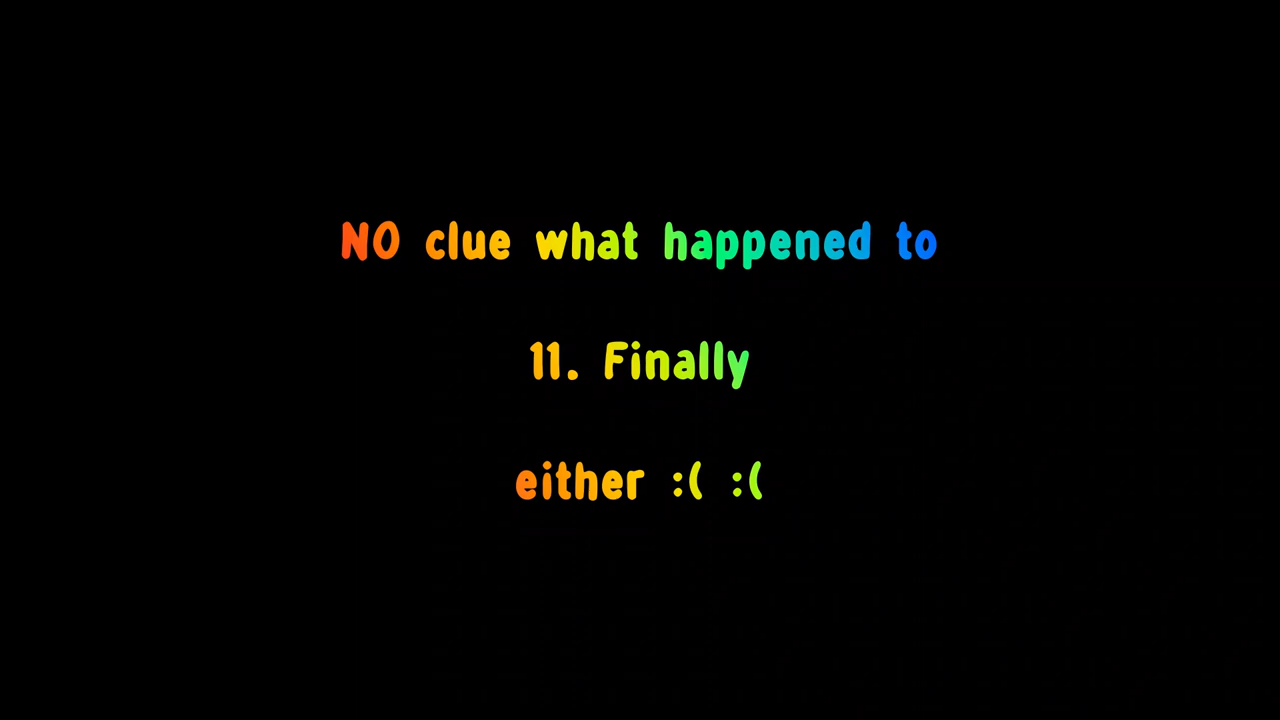 NO clue what happened to
11. Finally
either :( :(